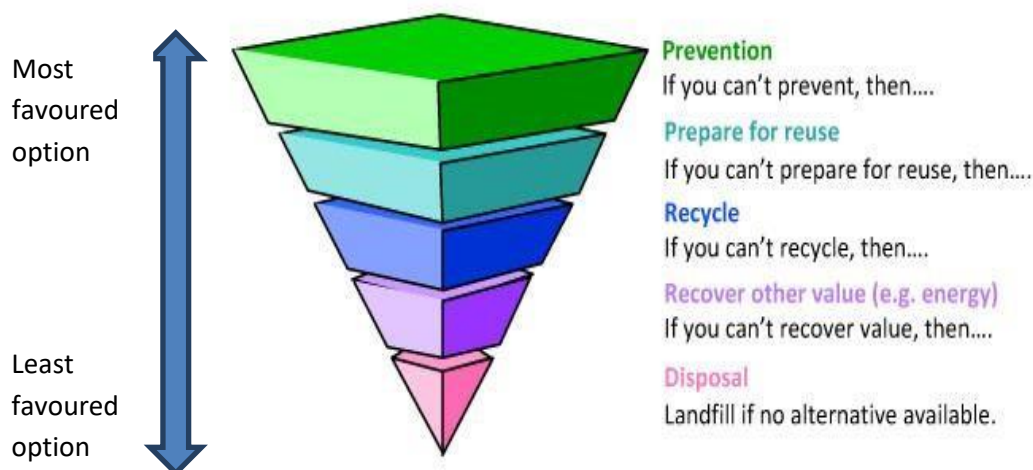 Most
favoured
option
Prevention
If you can’t prevent, then....
Prepare for reuse
If you can’t prepare for reuse, then....
Recycle
If you can’t recycle, then....
Recover other value (e.g. energy)
If you can’t recover value, then....
Least
favoured
option
Disposal
Landfill if no alternative available.